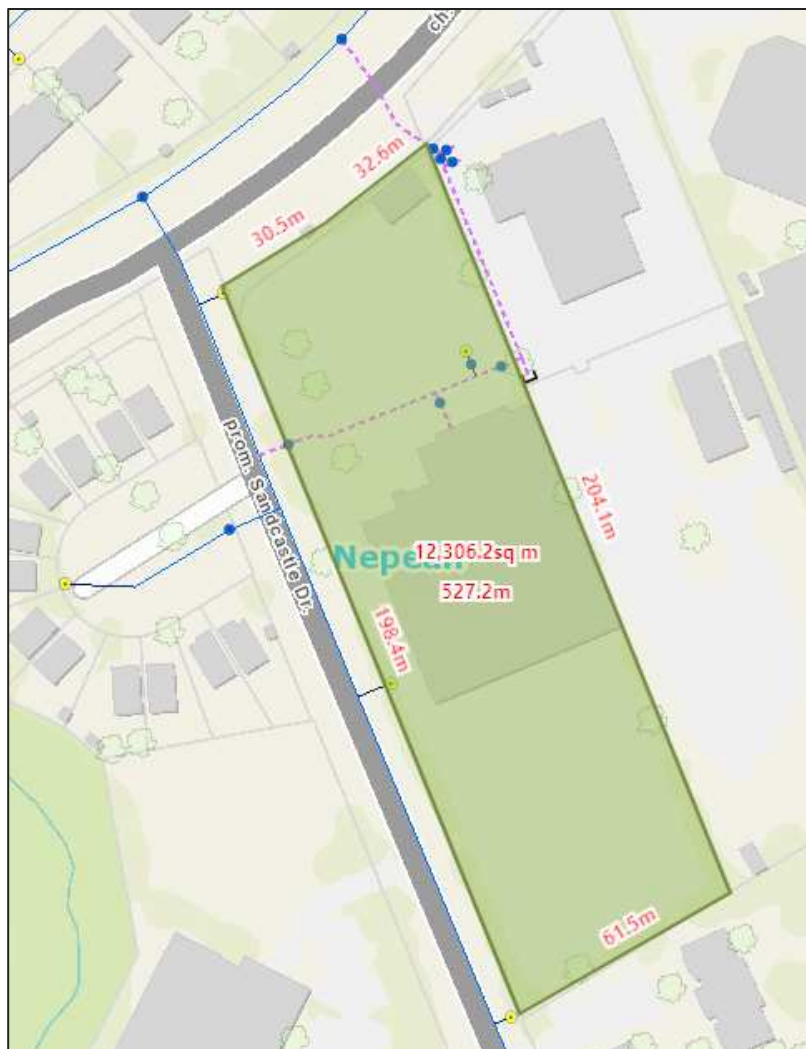 ch.
32.6m
30.5m
prom. Sandcastle Dr.
204.1m
12,306.2sq m
527.2m
198.4m
61.5m